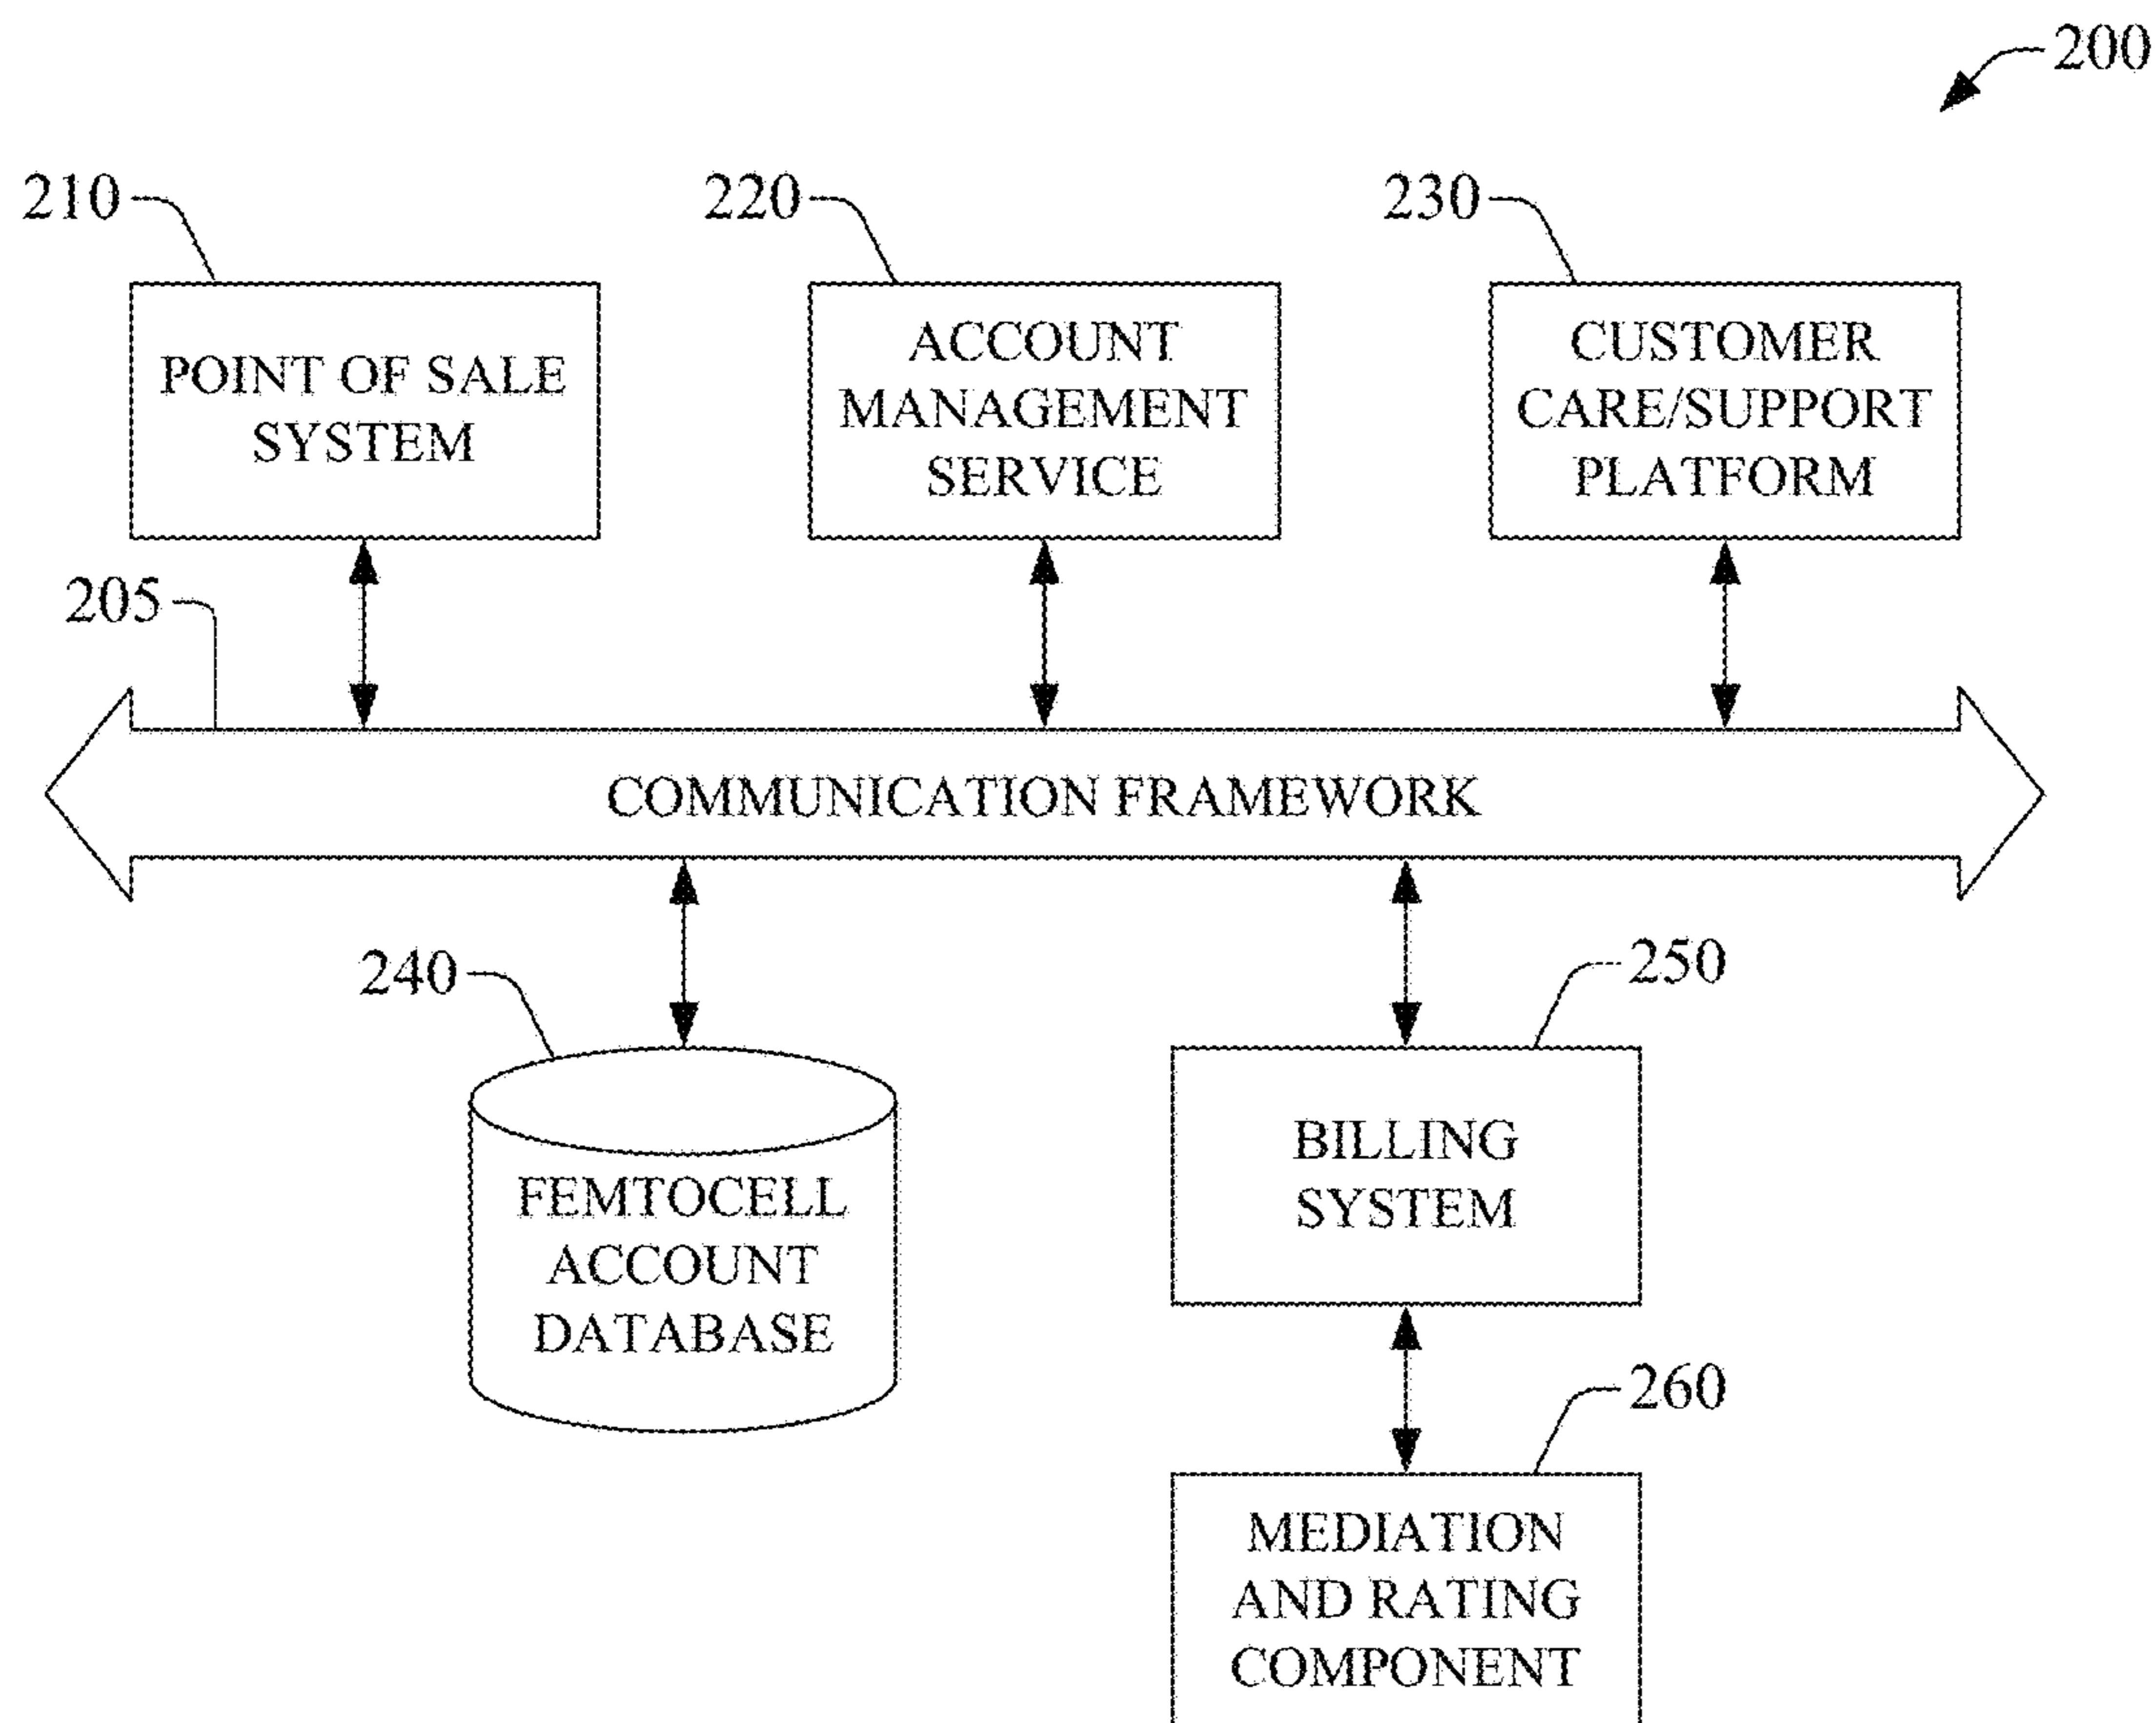 200
210
220
230
POINT OF SALE
SYSTEM
ACCOUNT
MANAGEMENT
SERVICE
CUSTOMER
CARE/SUPPORT
PLATFORM
205
COMMUNICATION FRAMEWORK
240
250
FEMTOCELL
ACCOUNT
DATABASE
BILLING
SYSTEM
260
MEDIATION
AND RATING
COMPONENT